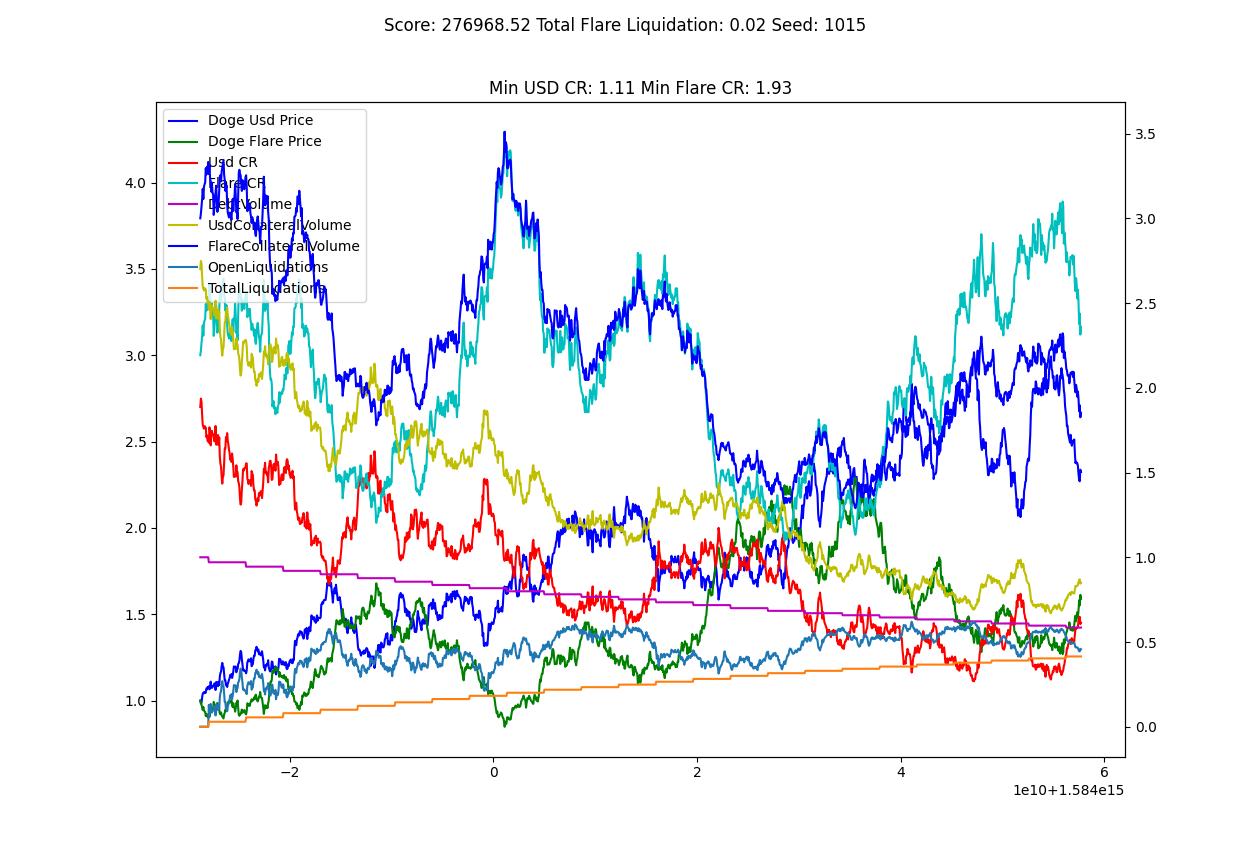 Score: 276968.52 Total Flare Liquidation: 0.02 Seed: 1015
Min USD CR: 1.11 Min Flare CR: 1.93
Doge Usd Price
Doge Flare Price
Usd CR
Flare CR
DebtVolume
UsdCollateralVolume
FlareCollateralVolume
OpenLiquidations
TotalLiquidations
4.0
3.5
3.0
2.5
2.0
1.5
1.0
3.5
3.0
2.5
2.0
1.5
1.0
0.5
0.0
−2
0
2
4
6
1e10+1.584e15